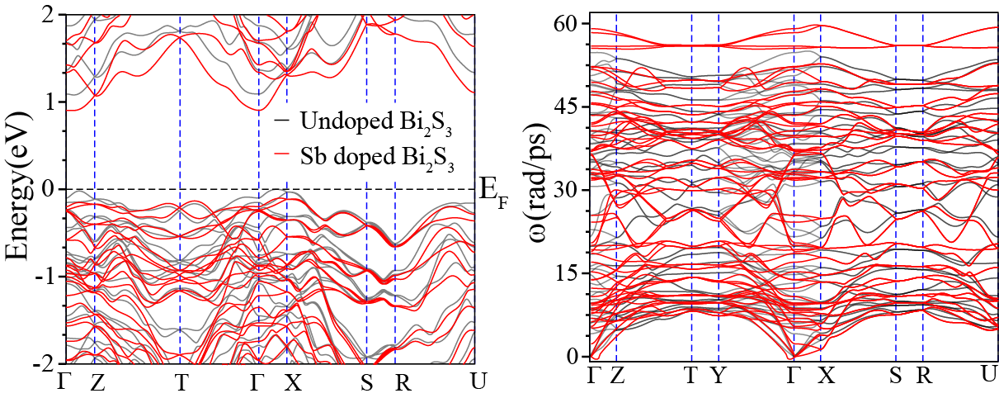 Energy(eV)
2
1
0
-1
-2
Undoped Bi₂S₃
Sb doped Bi₂S₃
E_F
Γ Z T Γ X S R U
ω(rad/ps)
60
45
30
15
0
Γ Z T Y Γ X S R U